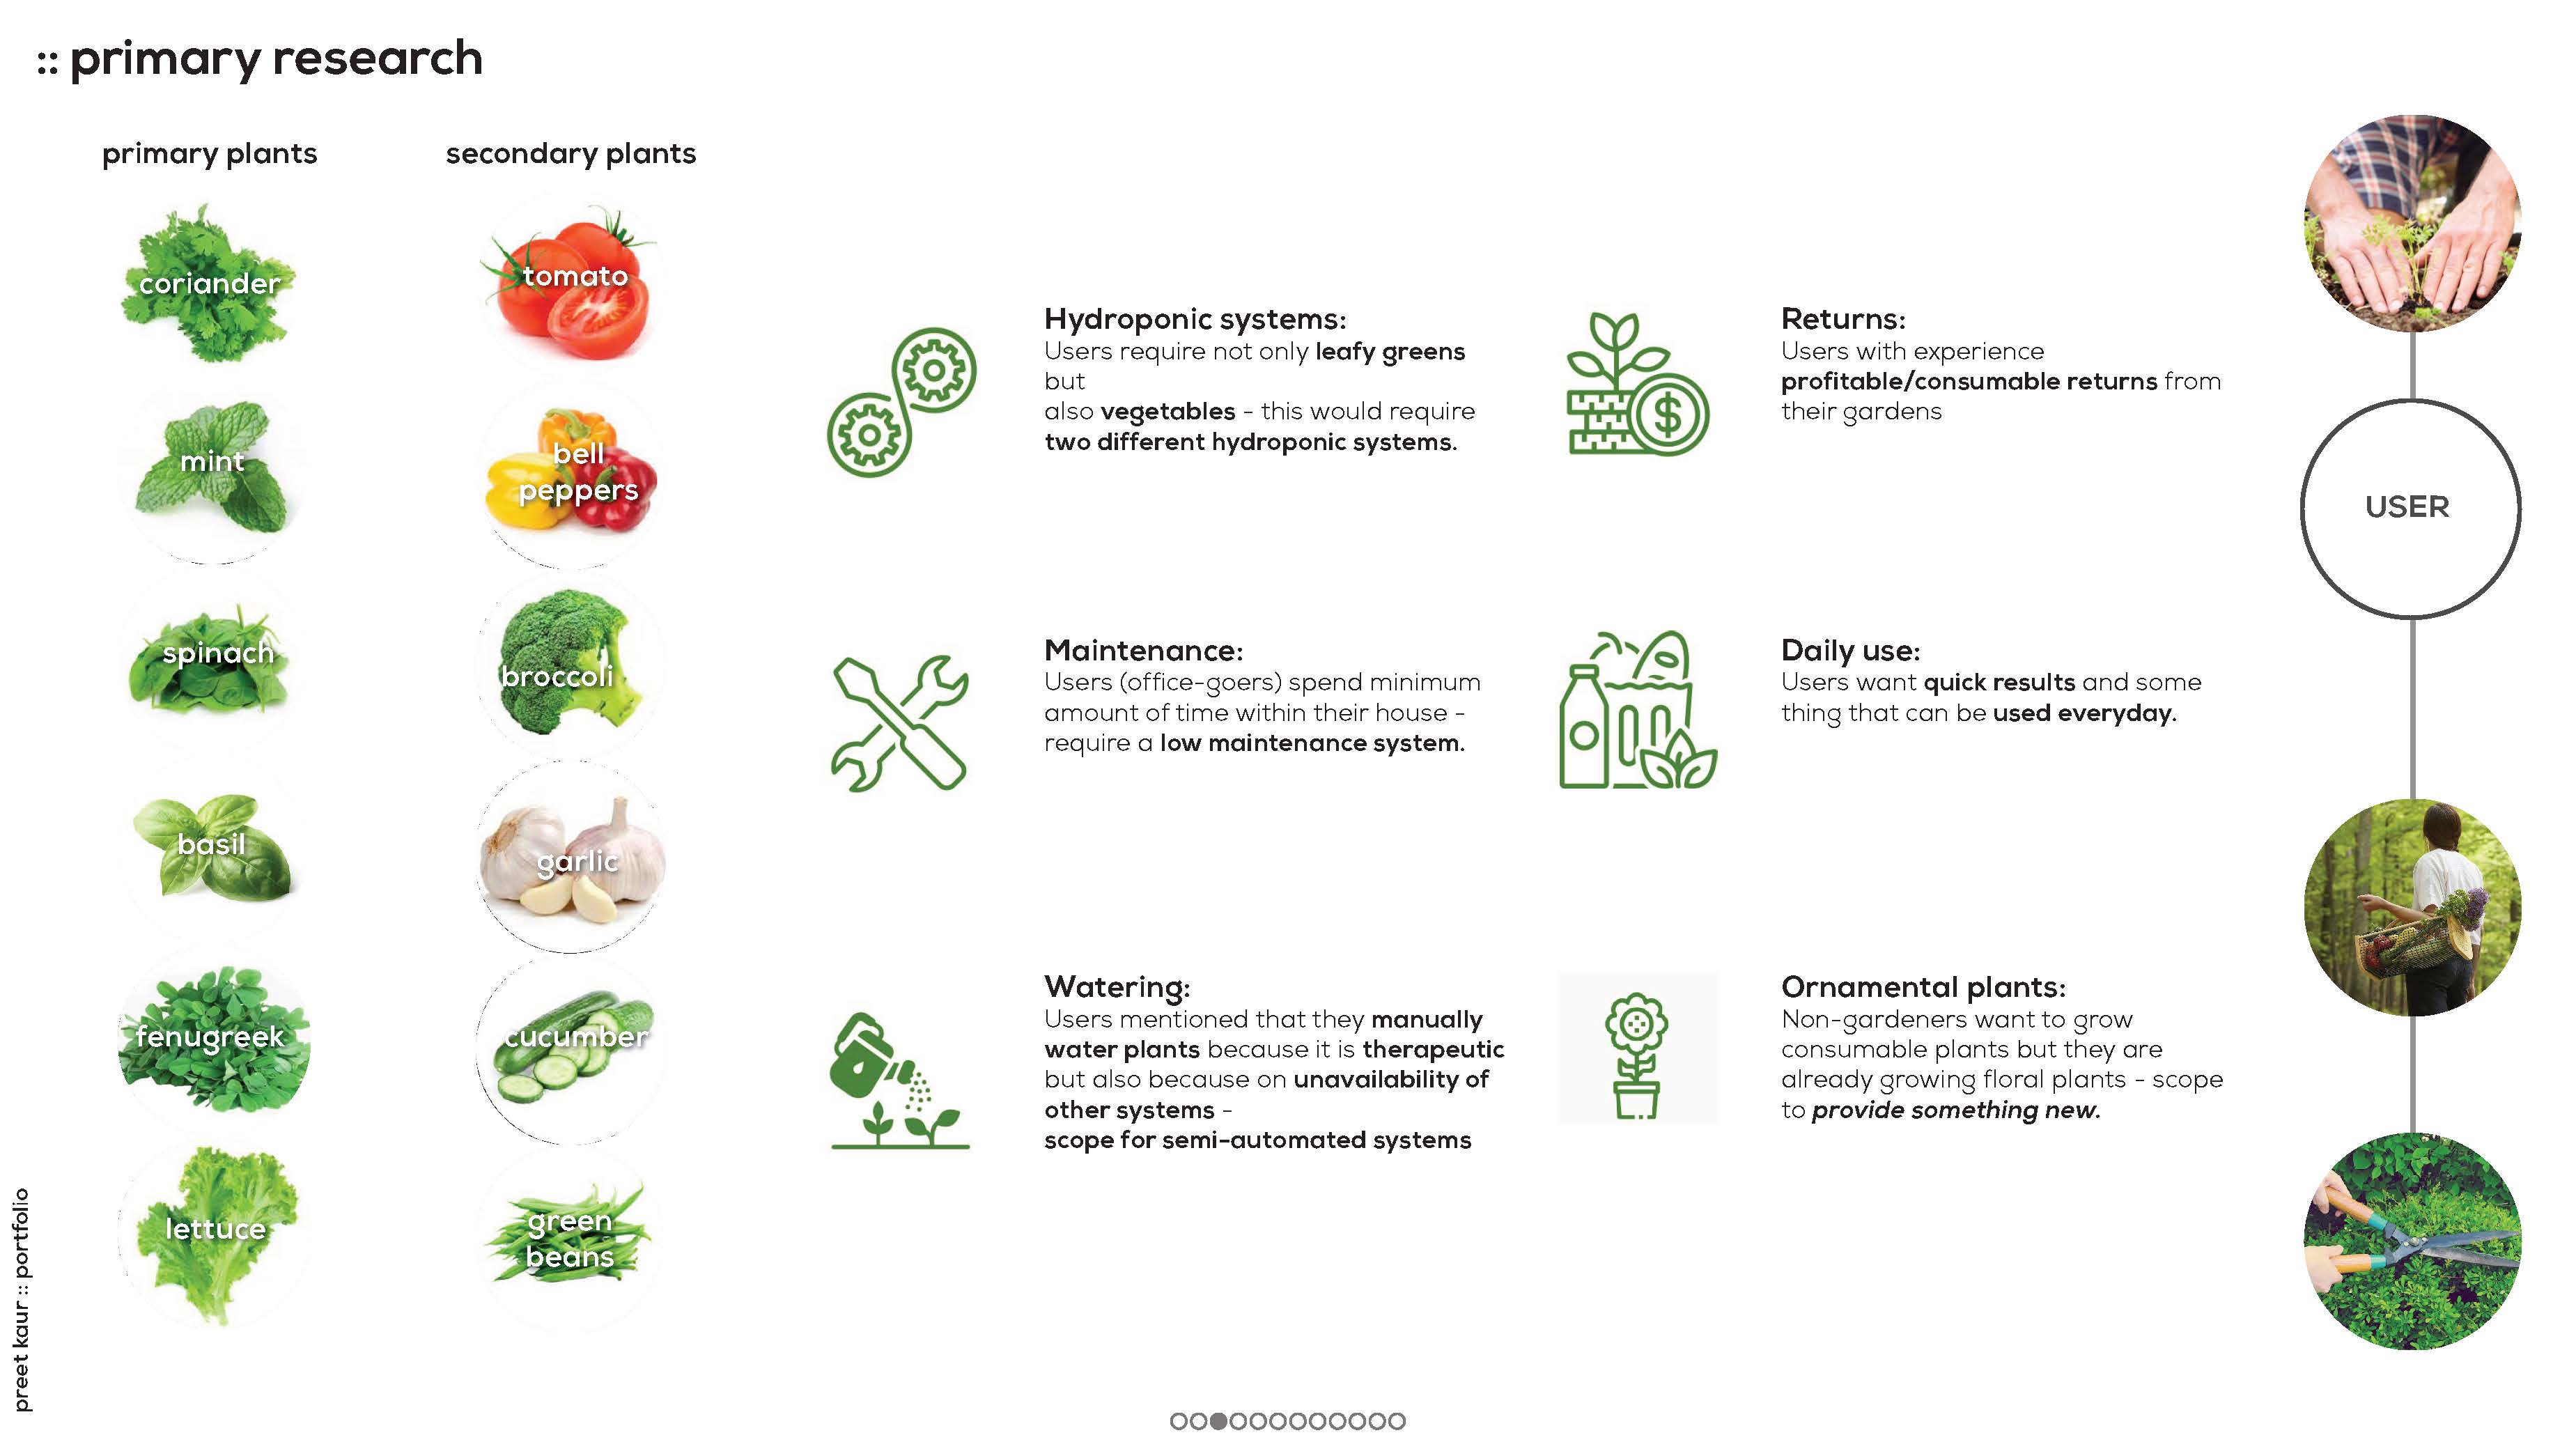 :: primary research
primary plants
coriander
mint
spinach
basil
fenugreek
lettuce
secondary plants
tomato
bell
peppers
broccoli
garlic
cucumber
green
beans
Hydroponic systems:
Users require not only leafy greens
but
also vegetables - this would require
two different hydroponic systems.
Maintenance:
Users (office-goers) spend minimum
amount of time within their house -
require a low maintenance system.
Watering:
Users mentioned that they manually
water plants because it is therapeutic
but also because on unavailability of
other systems -
scope for semi-automated systems
$
Returns:
Users with experience
profitable/consumable returns from
their gardens
Daily use:
Users want quick results and some
thing that can be used everyday.
Ornamental plants:
Non-gardeners want to grow
consumable plants but they are
already growing floral plants - scope
to provide something new.
USER
preet kaur :: portfolio